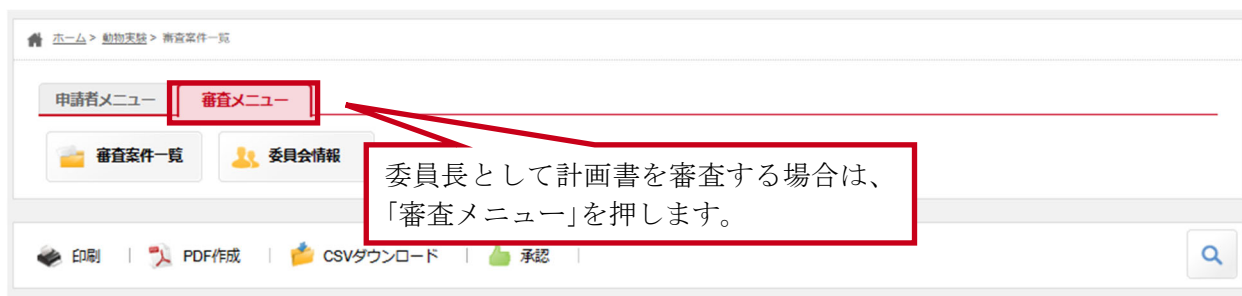 ホーム > 動物実験 > 審査案件一覧
申請者メニュー 審査メニュー
審査案件一覧 委員会情報
委員長として計画書を審査する場合は、
「審査メニュー」を押します。
印刷 | PDF作成 | CSVダウンロード | 承認 |